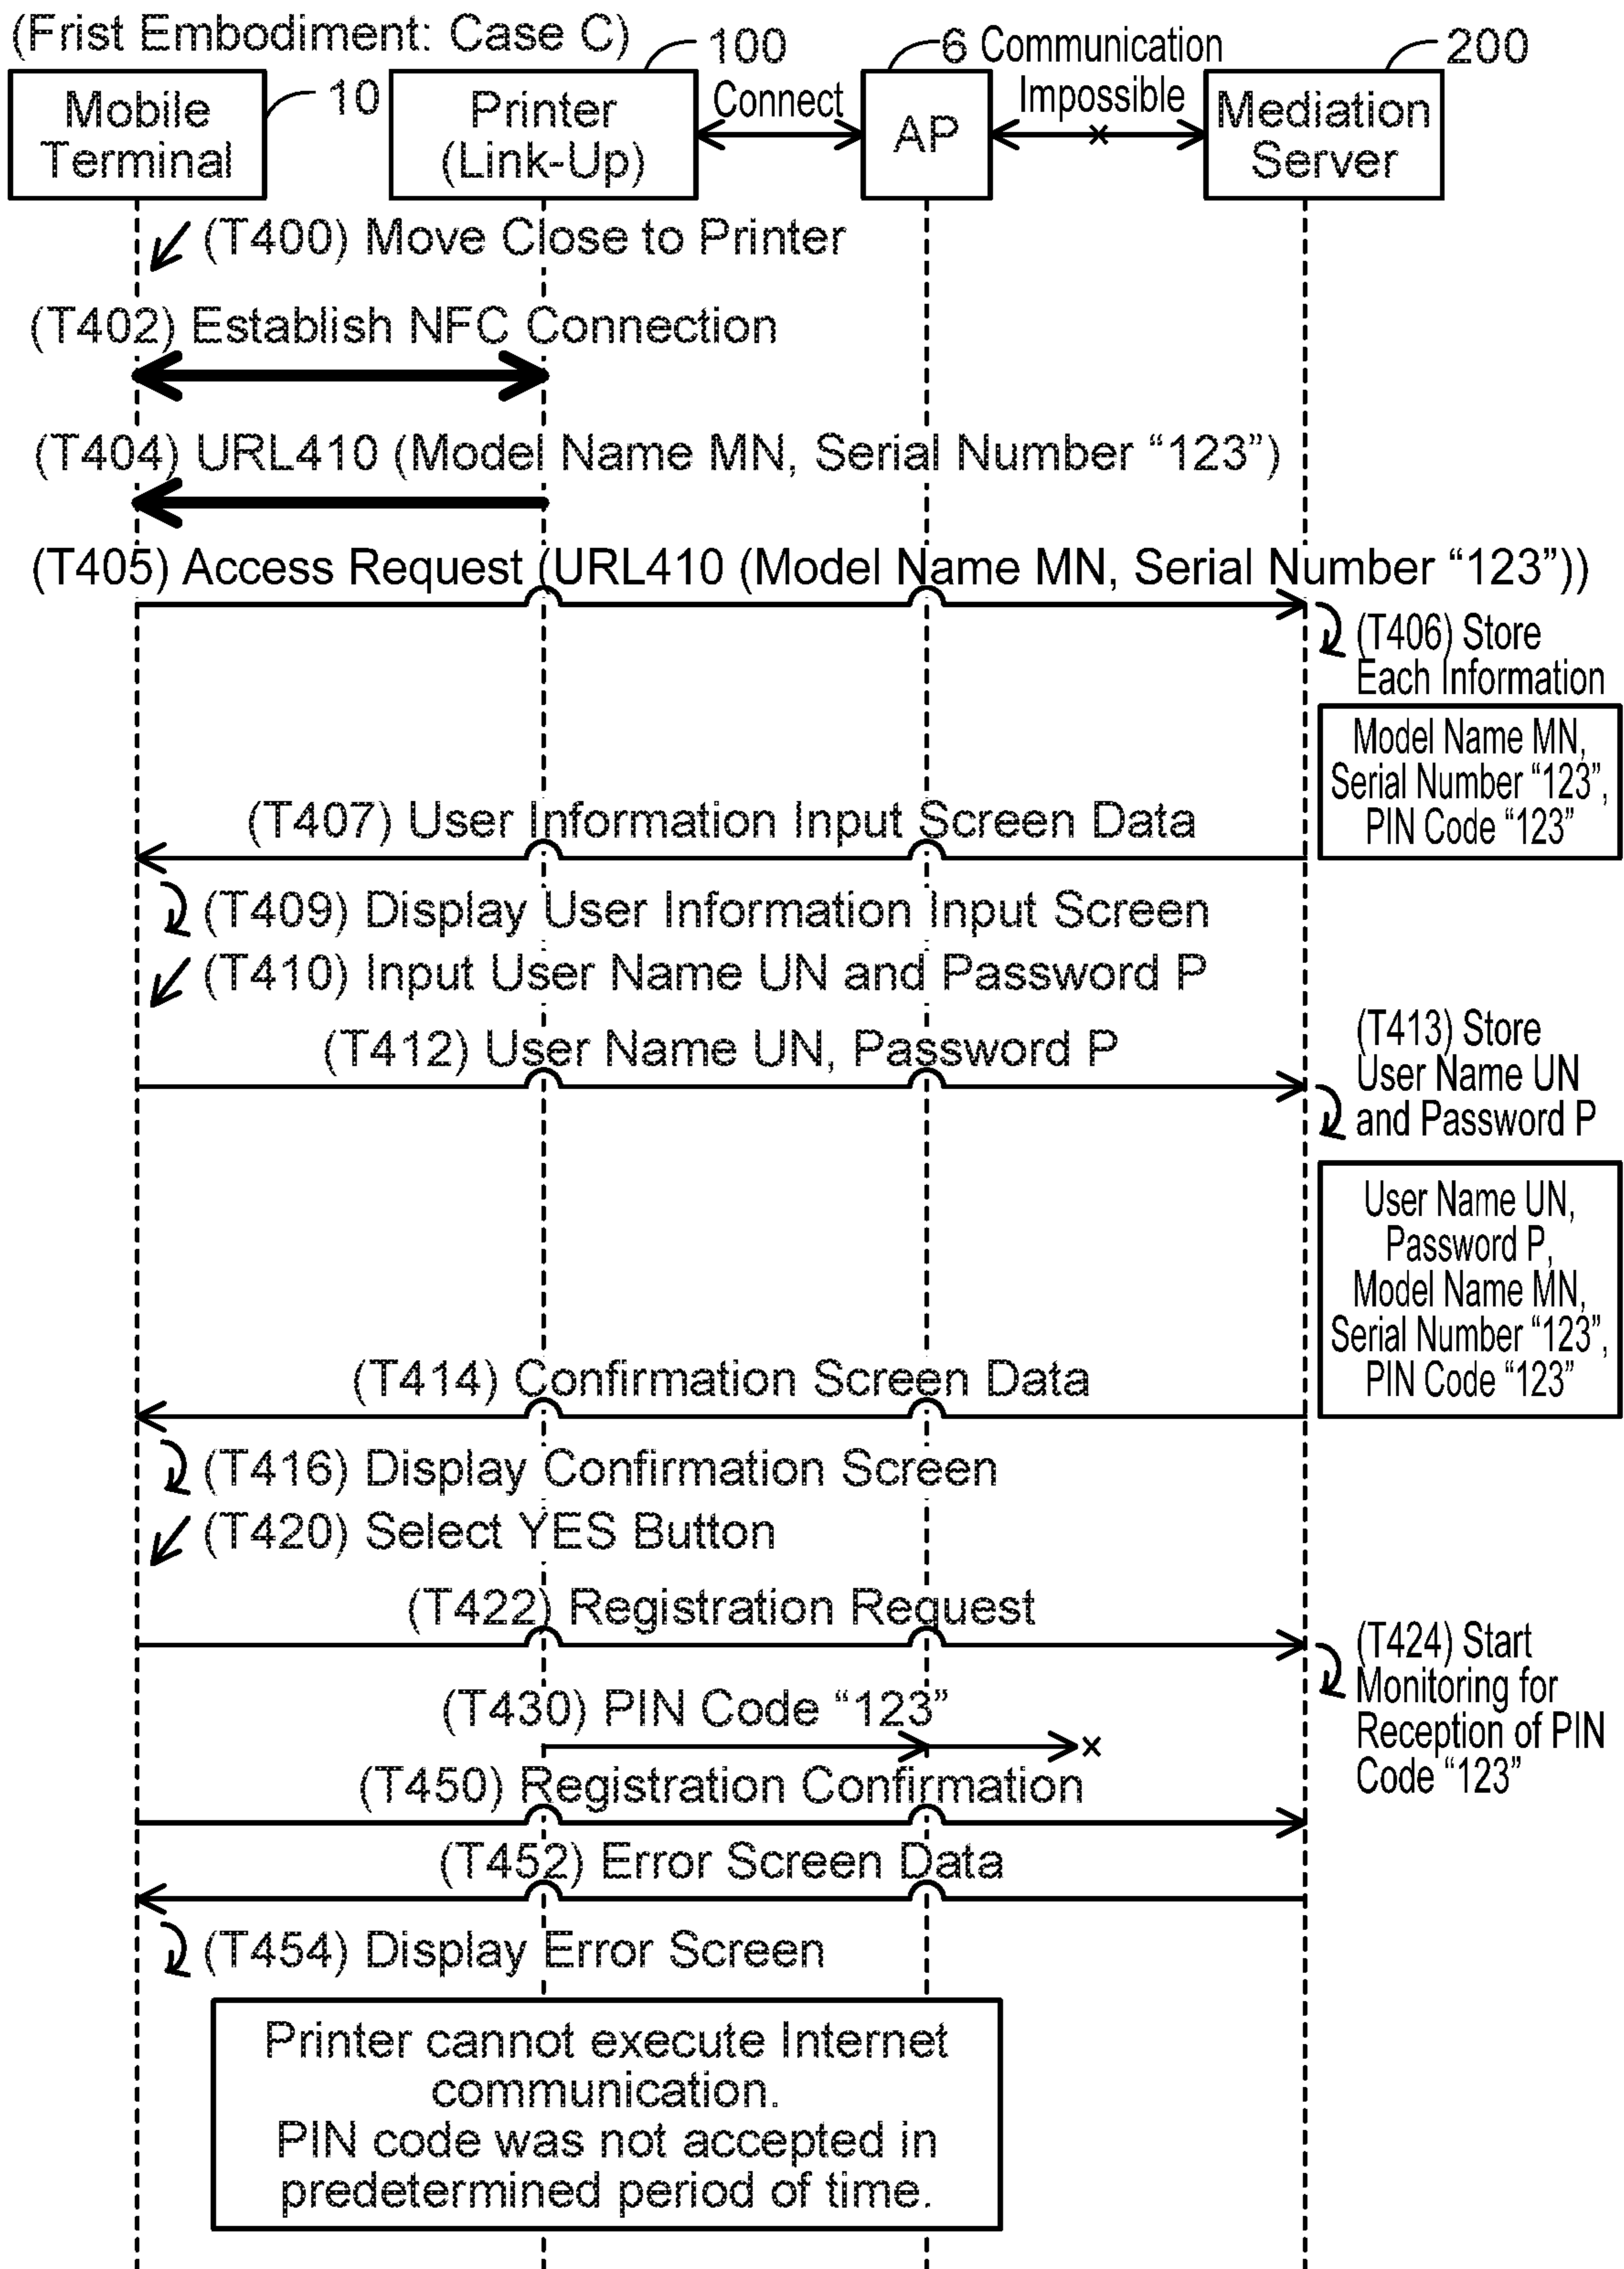 (Frist Embodiment: Case C)
100
6 Communication
Impossible
200
Mobile
Terminal
10
Printer
(Link-Up)
Connect
AP
Mediation
Server
(T400) Move Close to Printer
(T402) Establish NFC Connection
(T404) URL410 (Model Name MN, Serial Number “123”)
(T405) Access Request (URL410 (Model Name MN, Serial Number “123”))
(T406) Store
Each Information
Model Name MN,
Serial Number “123”,
PIN Code “123”
(T407) User Information Input Screen Data
(T409) Display User Information Input Screen
(T410) Input User Name UN and Password P
(T412) User Name UN, Password P
(T413) Store
User Name UN
and Password P
User Name UN,
Password P,
Model Name MN,
Serial Number “123”,
PIN Code “123”
(T414) Confirmation Screen Data
(T416) Display Confirmation Screen
(T420) Select YES Button
(T422) Registration Request
(T424) Start
Monitoring for
Reception of PIN
Code “123”
(T430) PIN Code “123”
(T450) Registration Confirmation
(T452) Error Screen Data
(T454) Display Error Screen
Printer cannot execute Internet
communication.
PIN code was not accepted in
predetermined period of time.